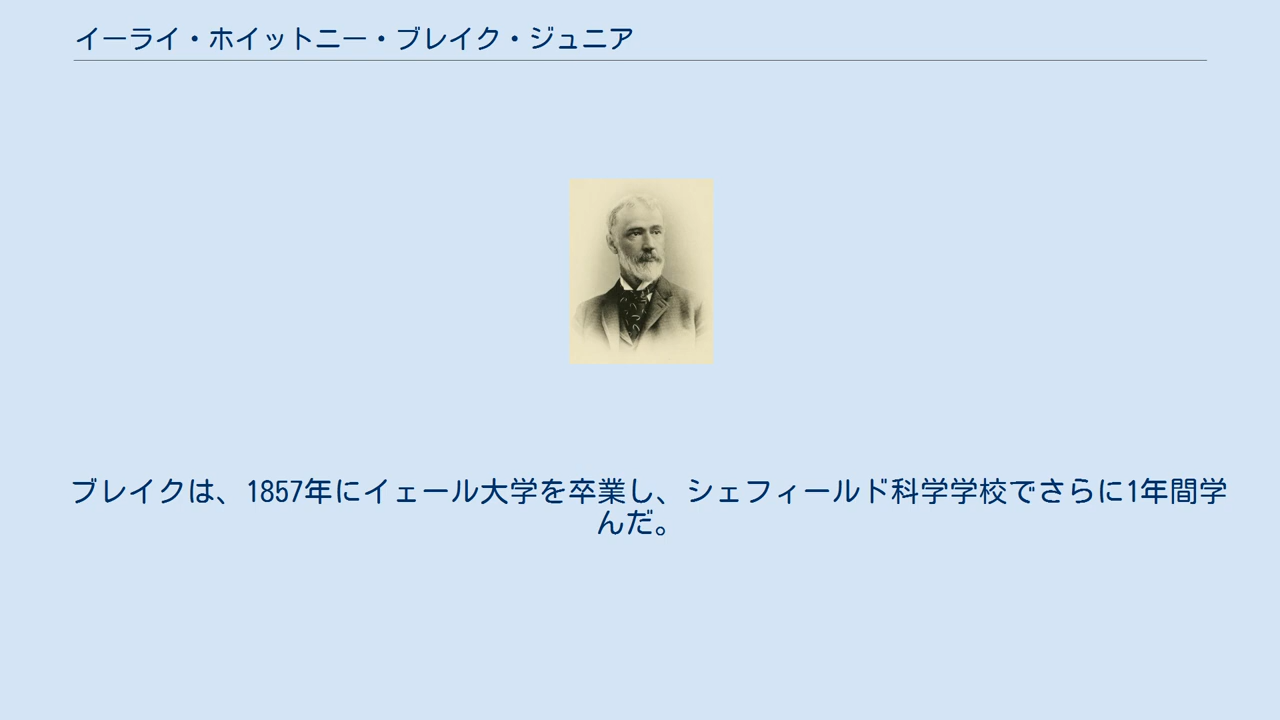 イーライ・ホイットニー・ブレイク・ジュニア
ブレイクは、1857年にイェール大学を卒業し、シェフィールド科学学校でさらに1年間学
んだ。